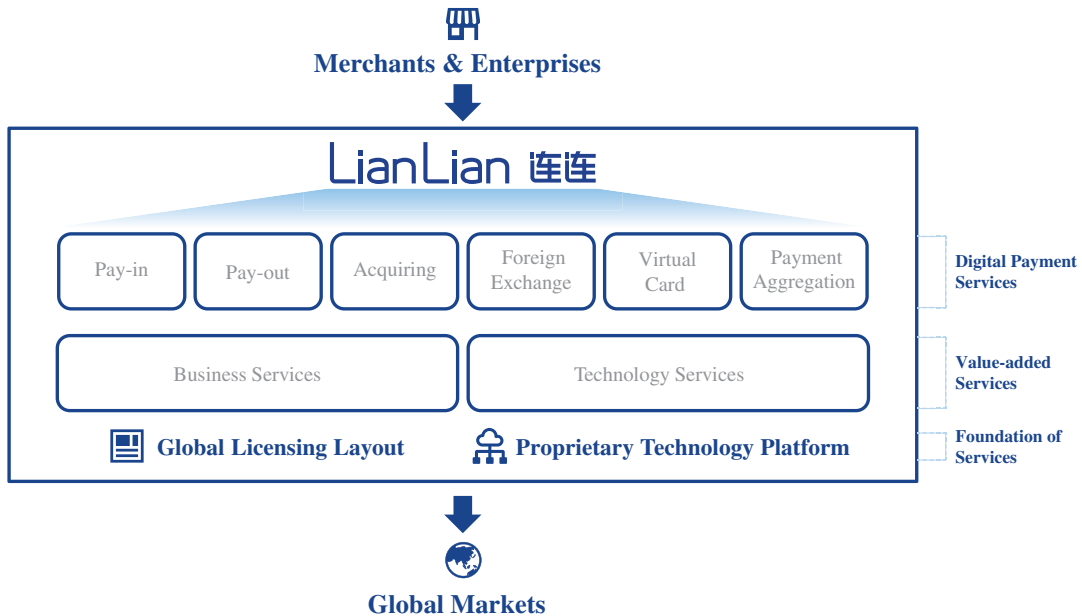 Merchants & Enterprises
LianLian 连连
Pay-in
Pay-out
Acquiring
Foreign
Exchange
Virtual
Card
Payment
Aggregation
Digital Payment
Services
Business Services
Technology Services
Value-added
Services
Global Licensing Layout
Proprietary Technology Platform
Foundation of
Services
Global Markets